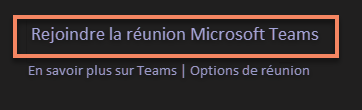 Rejoindre la réunion Microsoft Teams
En savoir plus sur Teams | Options de réunion